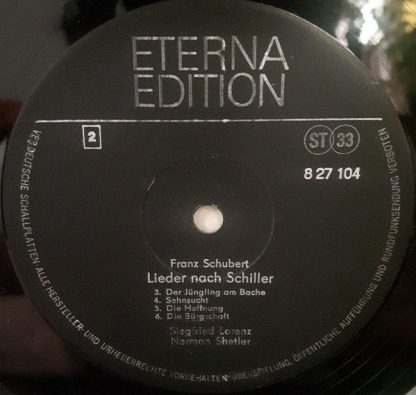 ETERNA
EDITION
2
ST 33
8 27 104
Franz Schubert
Lieder nach Schiller
3. Der Jüngling am Bache
4. Sehnsucht
5. Die Hoffnung
6. Die Bürgschaft
Siegfried Lorenz
Norman Shetler
VEB DEUTSCHE SCHALLPLATTEN · ALLE HERSTELLER- UND URHEBERRECHTE VORBEHALTEN · ÜBERSPIELUNG, ÖFFENTLICHE AUFFÜHRUNG UND RUNDFUNKSENDUNG VERBOTEN